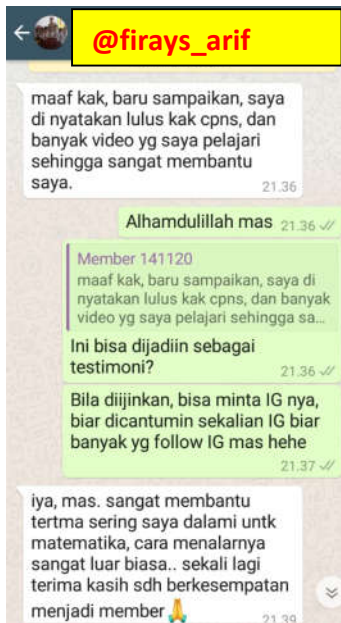 @firays_arif
maaf kak, baru sampaikan, saya
di nyatakan lulus kak cpns, dan
banyak video yg saya pelajari
sehingga sangat membantu
saya.
21.36
Alhamdulillah mas 21.36
Member 141120
maaf kak, baru sampaikan, saya di
nyatakan lulus kak cpns, dan banyak
video yg saya pelajari sehingga sa...
Ini bisa dijadiin sebagai
testimoni?
21.36
Bila diijinkan, bisa minta IG nya,
biar dicantumin sekalian IG biar
banyak yg follow IG mas hehe
21.37
iya, mas. sangat membantu
tertma sering saya dalami untk
matematika, cara menalarnya
sangat luar biasa.. sekali lagi
terima kasih sdh berkesempatan
menjadi member 🙏
21.39